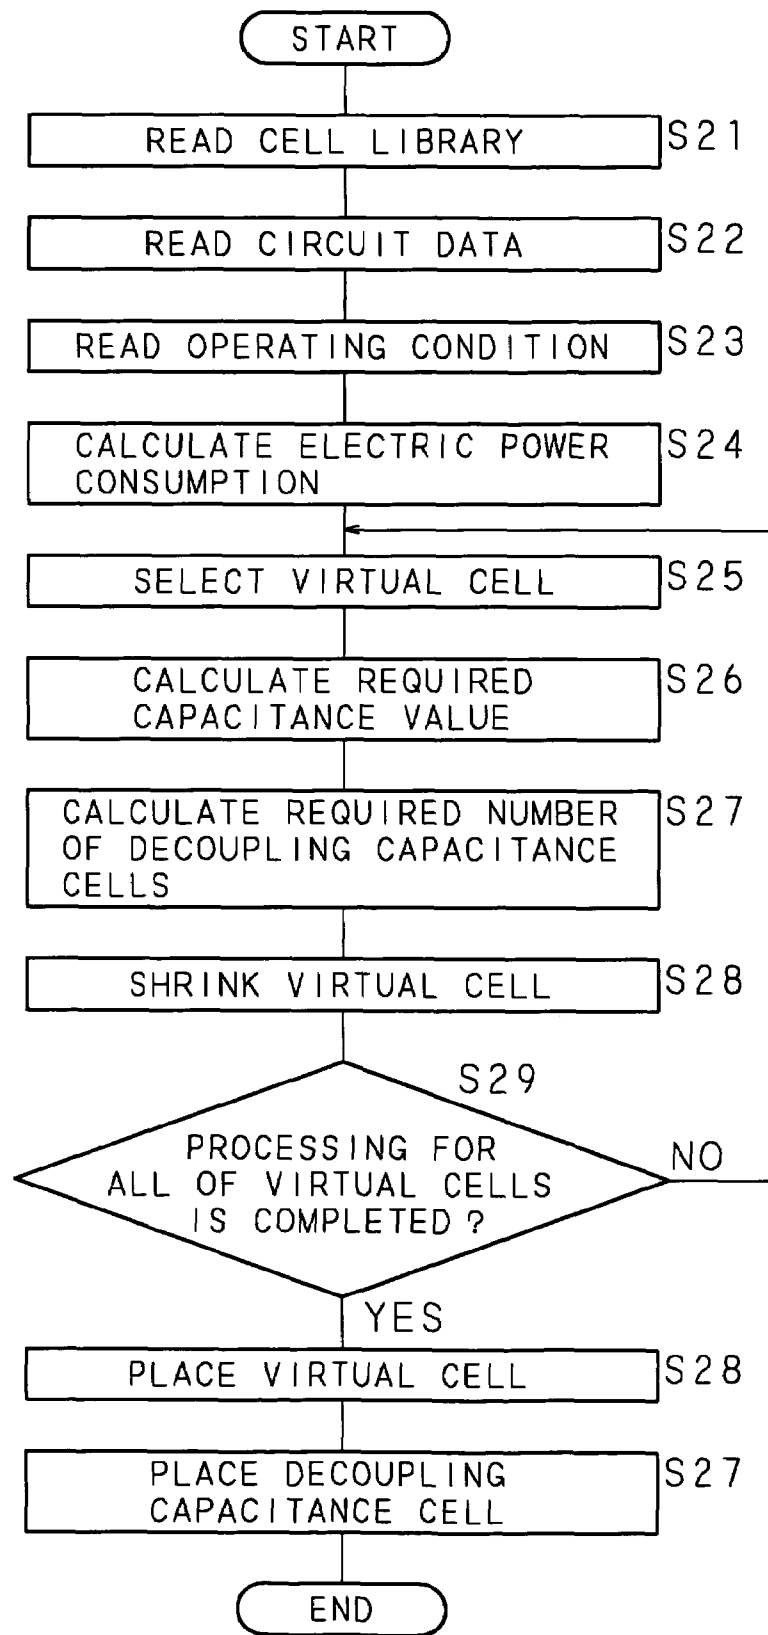 START
READ CELL LIBRARY S21
READ CIRCUIT DATA S22
READ OPERATING CONDITION S23
CALCULATE ELECTRIC POWER S24
CONSUMPTION
SELECT VIRTUAL CELL S25
CALCULATE REQUIRED S26
CAPACITANCE VALUE
CALCULATE REQUIRED NUMBER S27
OF DECOUPLING CAPACITANCE
CELLS
SHRINK VIRTUAL CELL S28
S29
PROCESSING FOR
ALL OF VIRTUAL CELLS
IS COMPLETED?
NO
YES
PLACE VIRTUAL CELL S28
PLACE DECOUPLING S27
CAPACITANCE CELL
END